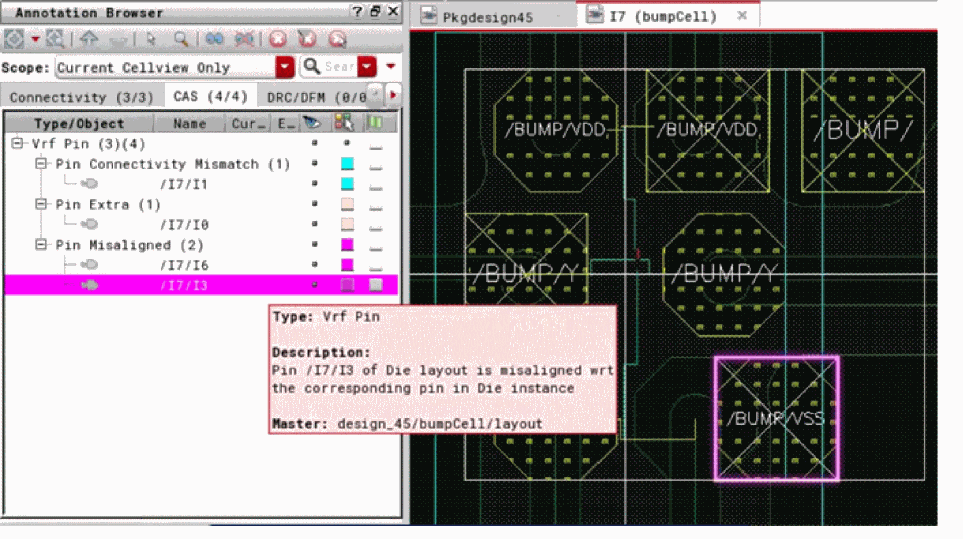 Annotation Browser
Scope: Current Cellview Only
Sear
Connectivity (3/3) CAS (4/4) DRC/DFM (0/0
Type/Object Name Cur… E…
Vrf Pin (3)(4)
Pin Connectivity Mismatch (1)
/I7/I1
Pin Extra (1)
/I7/I0
Pin Misaligned (2)
/I7/I6
/I7/I3
Type: Vrf Pin
Description:
Pin /I7/I3 of Die layout is misaligned wrt
the corresponding pin in Die instance
Master: design_45/bumpCell/layout
Pkgdesign45 I7 (bumpCell)
/BUMP/VDD /BUMP/VDD /BUMP/
/BUMP/Y /BUMP/Y
/BUMP/VSS